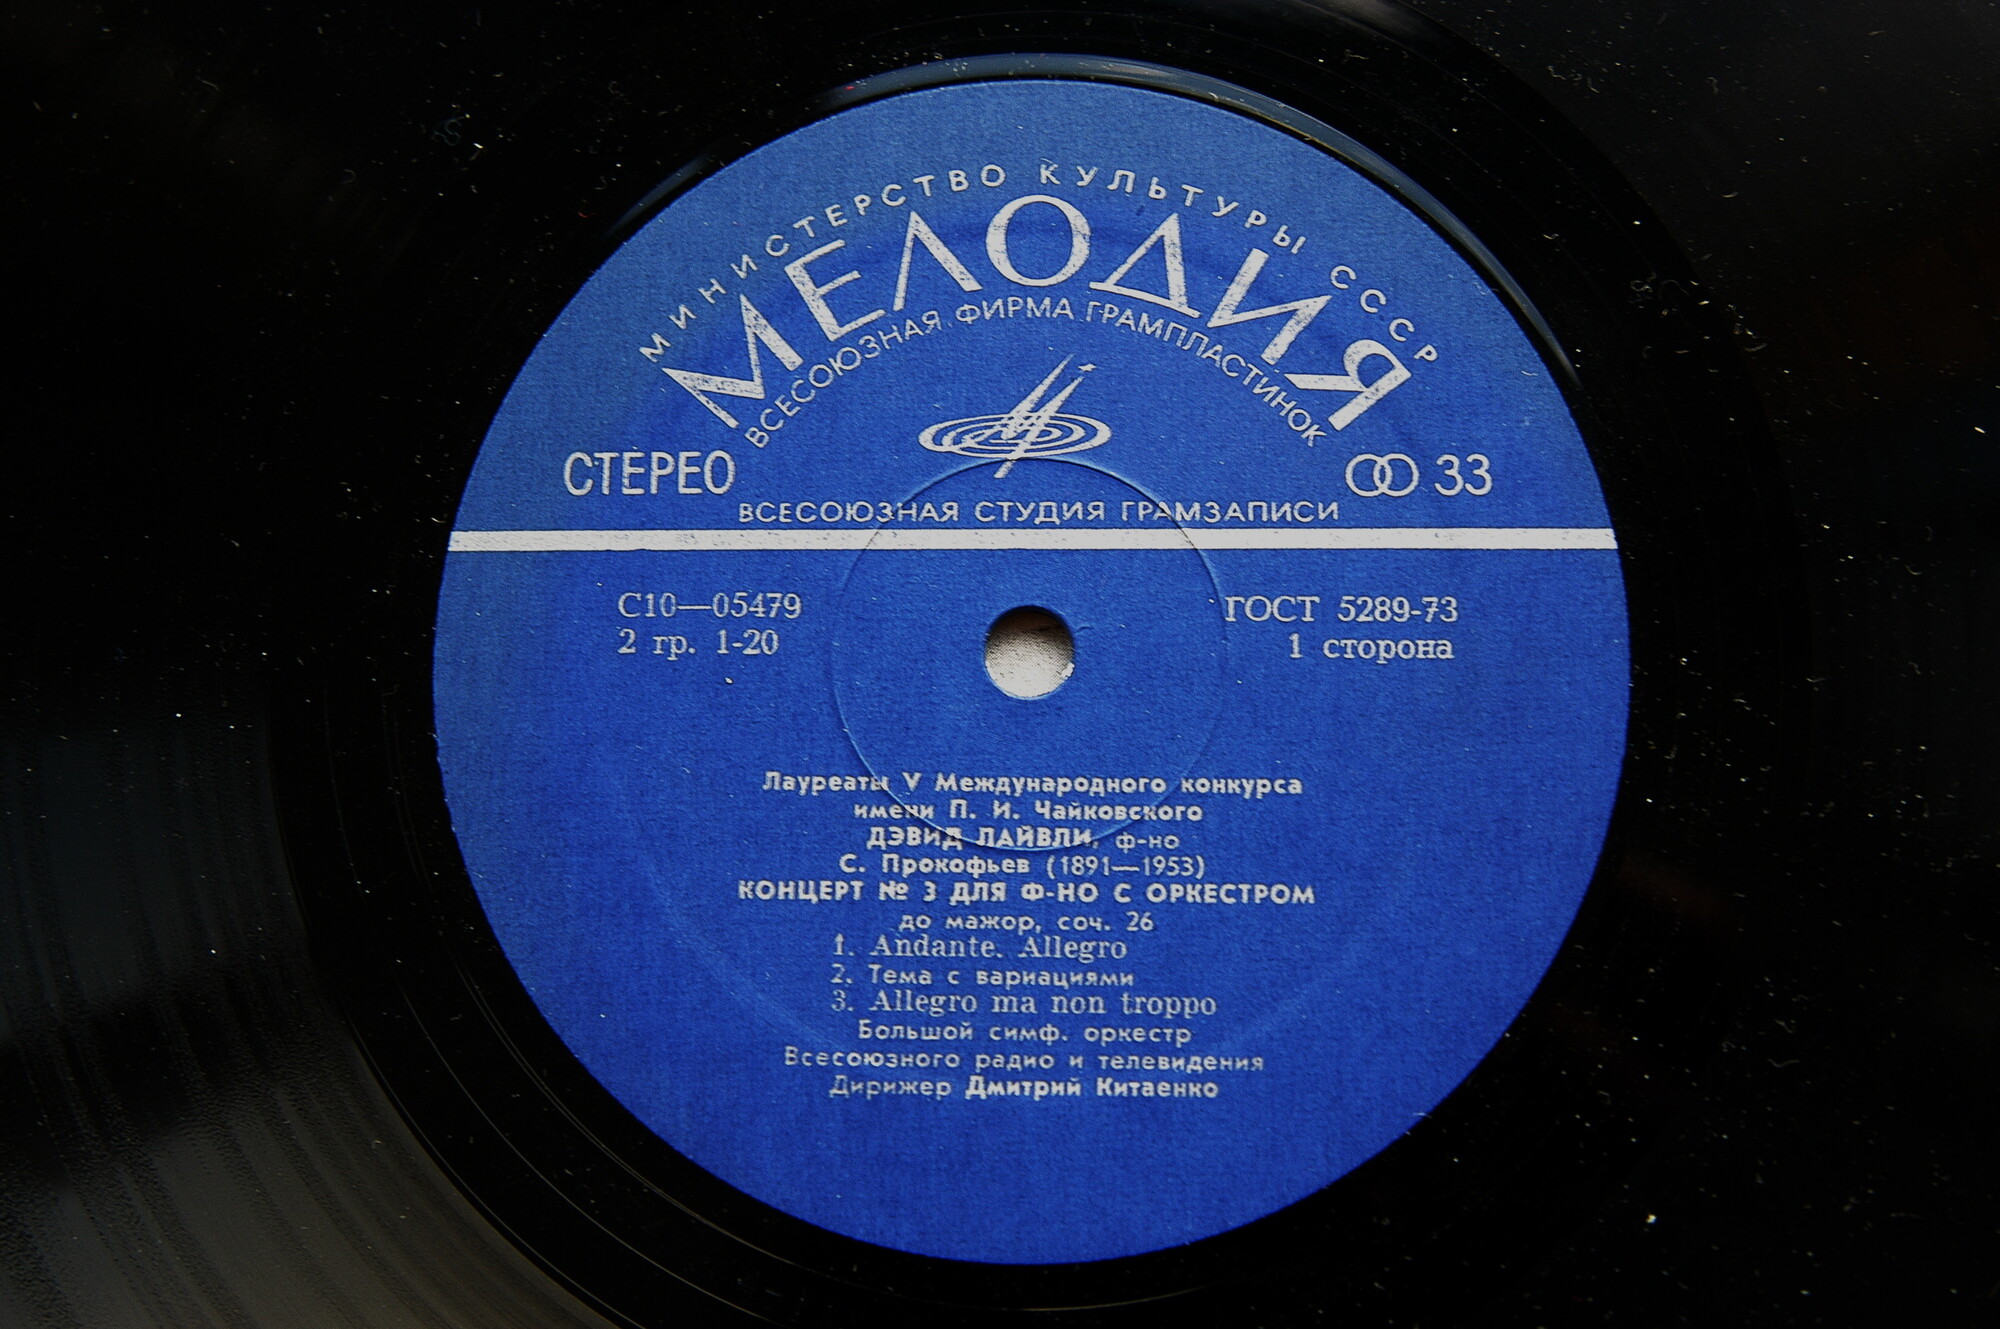 МИНИСТЕРСТВО КУЛЬТУРЫ СССР
МЕЛОДИЯ
ВСЕСОЮЗНАЯ ФИРМА ГРАМПЛАСТИНОК
СТЕРЕО
33
ВСЕСОЮЗНАЯ СТУДИЯ ГРАМЗАПИСИ
С10—05479
ГОСТ 5289-73
2 гр. 1-20
1 сторона
Лауреаты V Международного конкурса
имени П. И. Чайковского
ДЭВИД ЛАЙВЛИ, ф-но
С. Прокофьев (1891—1953)
КОНЦЕРТ № 3 ДЛЯ Ф-НО С ОРКЕСТРОМ
до мажор, соч. 26
1. Andante. Allegro
2. Тема с вариациями
3. Allegro ma non troppo
Большой симф. оркестр
Всесоюзного радио и телевидения
Дирижер Дмитрий Китаенко